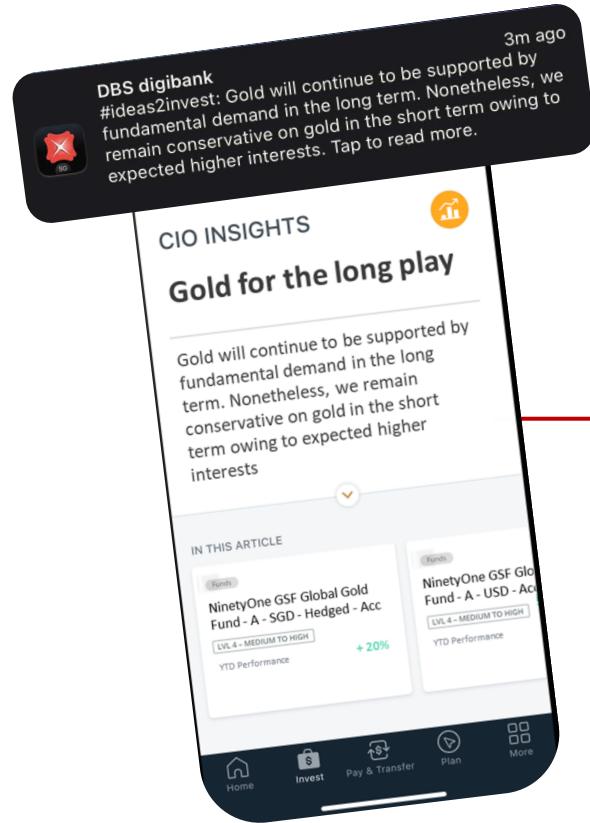 3m ago
DBS digibank
#ideas2invest: Gold will continue to be supported by
fundamental demand in the long term. Nonetheless, we
remain conservative on gold in the short term owing to
expected higher interests. Tap to read more.
SG
CIO INSIGHTS
Gold for the long play
Gold will continue to be supported by
fundamental demand in the long
term. Nonetheless, we remain
conservative on gold in the short
term owing to expected higher
interests
IN THIS ARTICLE
Funds
NinetyOne GSF Global Gold
Fund - A - SGD - Hedged - Acc
LVL 4 – MEDIUM TO HIGH
+ 20%
YTD Performance
Funds
NinetyOne GSF Glo
Fund - A - USD - Acc
LVL 4 – MEDIUM TO HIGH
YTD Performance
Home
Invest
Pay & Transfer
Plan
More